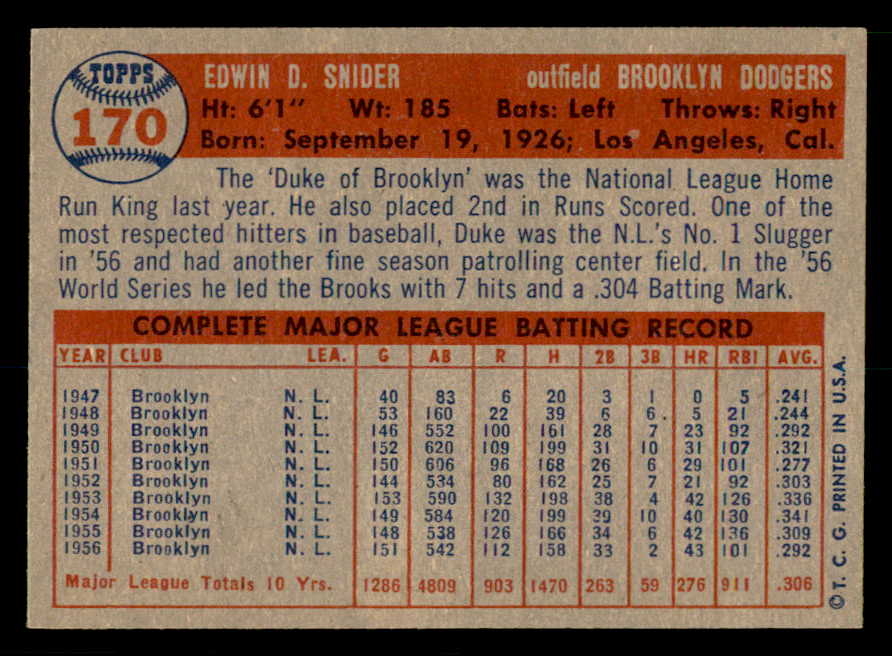 TOPPS
170
EDWIN D. SNIDER outfield BROOKLYN DODGERS
Ht: 6'1" Wt: 185 Bats: Left Throws: Right
Born: September 19, 1926; Los Angeles, Cal.
The 'Duke of Brooklyn' was the National League Home
Run King last year. He also placed 2nd in Runs Scored. One of the
most respected hitters in baseball, Duke was the N.L.'s No. 1 Slugger
in '56 and had another fine season patrolling center field. In the '56
World Series he led the Brooks with 7 hits and a .304 Batting Mark.
COMPLETE MAJOR LEAGUE BATTING RECORD
YEAR CLUB LEA. G AB R H 2B 3B HR RBI AVG.
1947 Brooklyn N. L. 40 83 6 20 3 1 0 5 .241
1948 Brooklyn N. L. 53 160 22 39 6 6 5 21 .244
1949 Brooklyn N. L. 146 552 100 161 28 7 23 92 .292
1950 Brooklyn N. L. 152 620 109 199 31 10 31 107 .321
1951 Brooklyn N. L. 150 606 96 168 26 6 29 101 .277
1952 Brooklyn N. L. 144 534 80 162 25 7 21 92 .303
1953 Brooklyn N. L. 153 590 132 198 38 4 42 126 .336
1954 Brooklyn N. L. 149 584 120 199 39 10 40 130 .341
1955 Brooklyn N. L. 148 538 126 166 34 6 42 136 .309
1956 Brooklyn N. L. 151 542 112 158 33 2 43 101 .292
Major League Totals 10 Yrs. 1286 4809 903 1470 263 59 276 911 .306
©T. C. G. PRINTED IN U.S.A.